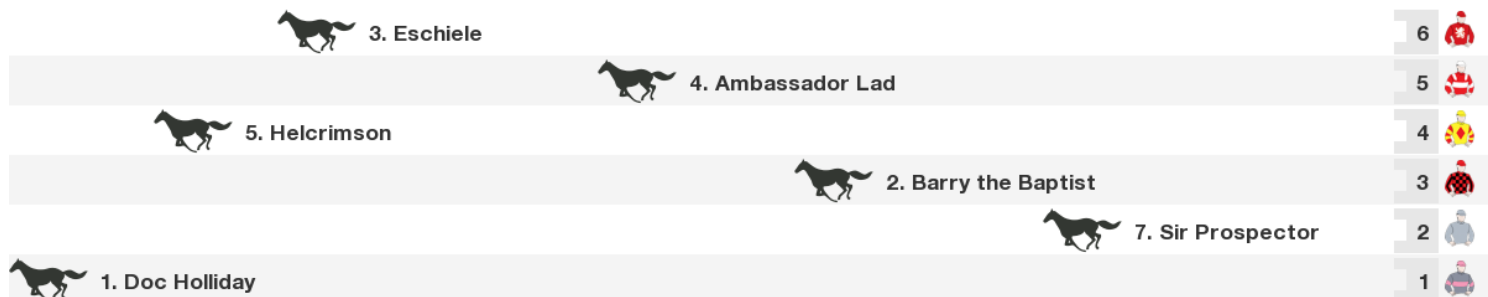 3. Eschiele 6
4. Ambassador Lad 5
5. Helcrimson 4
2. Barry the Baptist 3
7. Sir Prospector 2
1. Doc Holliday 1